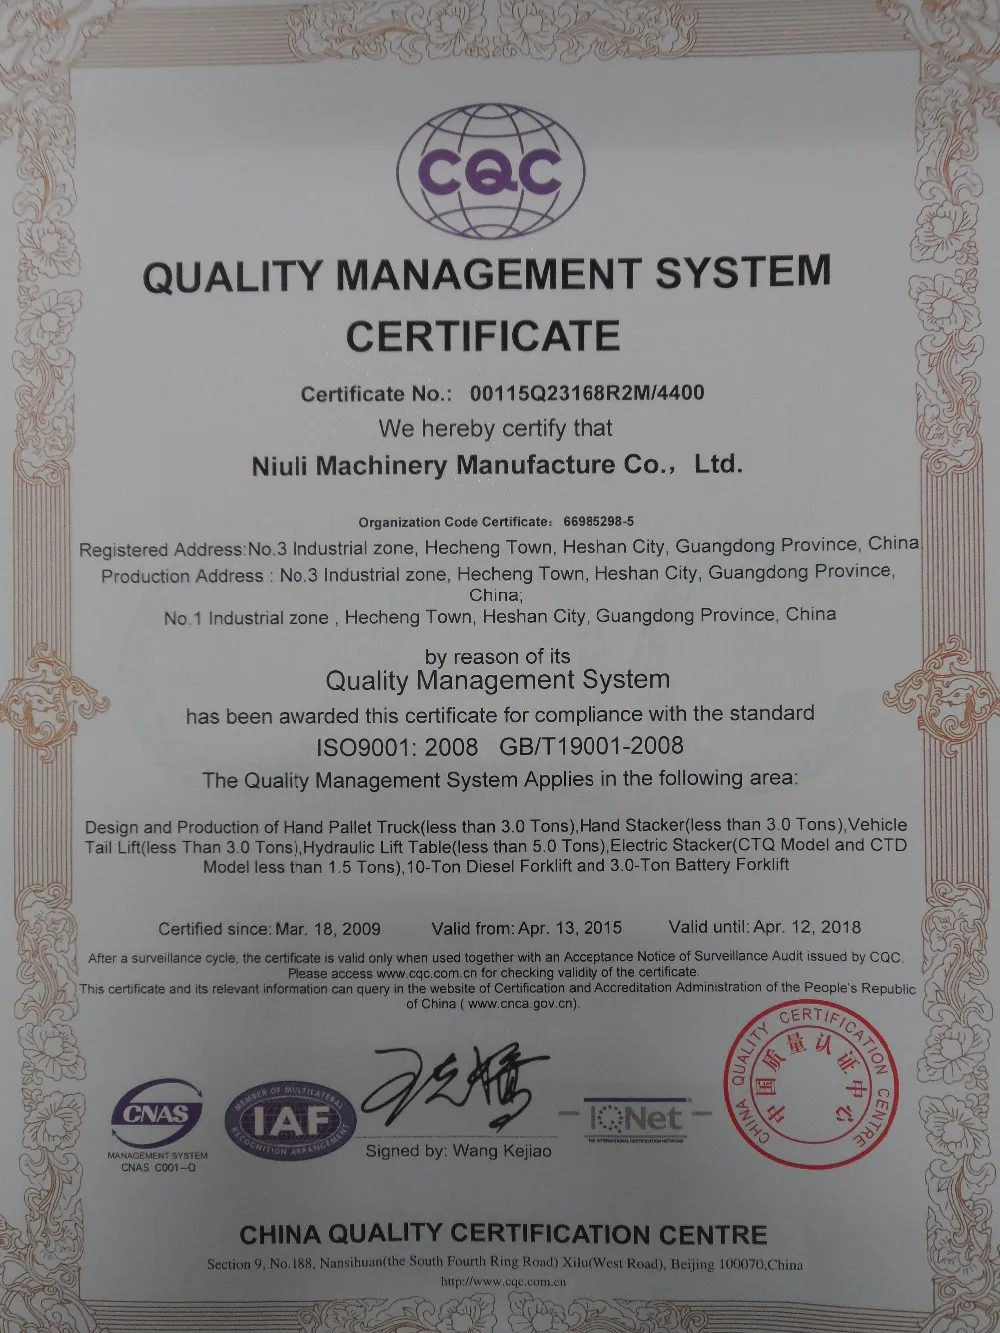 CQC
QUALITY MANAGEMENT SYSTEM
CERTIFICATE
Certificate No.: 00115Q23168R2M/4400
We hereby certify that
Niuli Machinery Manufacture Co., Ltd.
Organization Code Certificate: 66985298-5
Registered Address:No.3 Industrial zone, Hecheng Town, Heshan City, Guangdong Province, China.
Production Address : No.3 Industrial zone, Hecheng Town, Heshan City, Guangdong Province,
China;
No.1 Industrial zone , Hecheng Town, Heshan City, Guangdong Province, China
by reason of its
Quality Management System
has been awarded this certificate for compliance with the standard
ISO9001: 2008 GB/T19001-2008
The Quality Management System Applies in the following area:
Design and Production of Hand Pallet Truck(less than 3.0 Tons),Hand Stacker(less than 3.0 Tons),Vehicle
Tail Lift(less Than 3.0 Tons),Hydraulic Lift Table(less than 5.0 Tons),Electric Stacker(CTQ Model and CTD
Model less than 1.5 Tons),10-Ton Diesel Forklift and 3.0-Ton Battery Forklift
Certified since: Mar. 18, 2009 Valid from: Apr. 13, 2015 Valid until: Apr. 12, 2018
After a surveillance cycle, the certificate is valid only when used together with an Acceptance Notice of Surveillance Audit issued by CQC.
Please access www.cqc.com.cn for checking validity of the certificate.
This certificate and its relevant information can query in the website of Certification and Accreditation Administration of the People's Republic
of China ( www.cnca.gov.cn).
CHINA QUALITY CERTIFICATION CENTRE
中国质量认证中心
CNAS
MANAGEMENT SYSTEM
CNAS C001-Q
MEMBER OF MULTILATERAL
IAF
RECOGNITION ARRANGEMENT
王克娇
Signed by: Wang Kejiao
IQNet
THE INTERNATIONAL CERTIFICATION NETWORK
CHINA QUALITY CERTIFICATION CENTRE
Section 9, No.188, Nansihuan(the South Fourth Ring Road) Xilu(West Road), Beijing 100070,China
http://www.cqc.com.cn